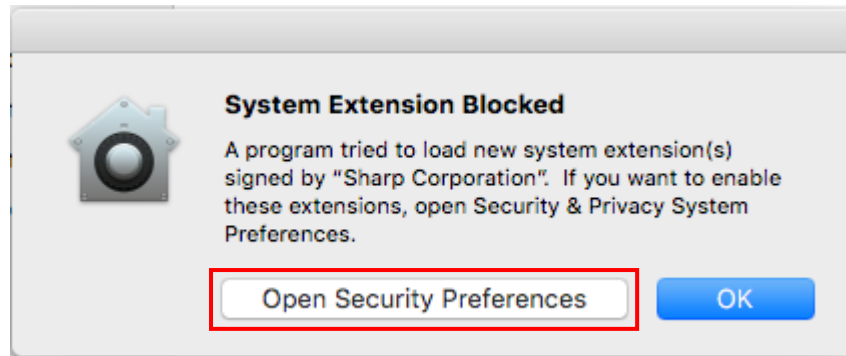 System Extension Blocked
A program tried to load new system extension(s)
signed by “Sharp Corporation”.  If you want to enable
these extensions, open Security & Privacy System
Preferences.
Open Security Preferences
OK